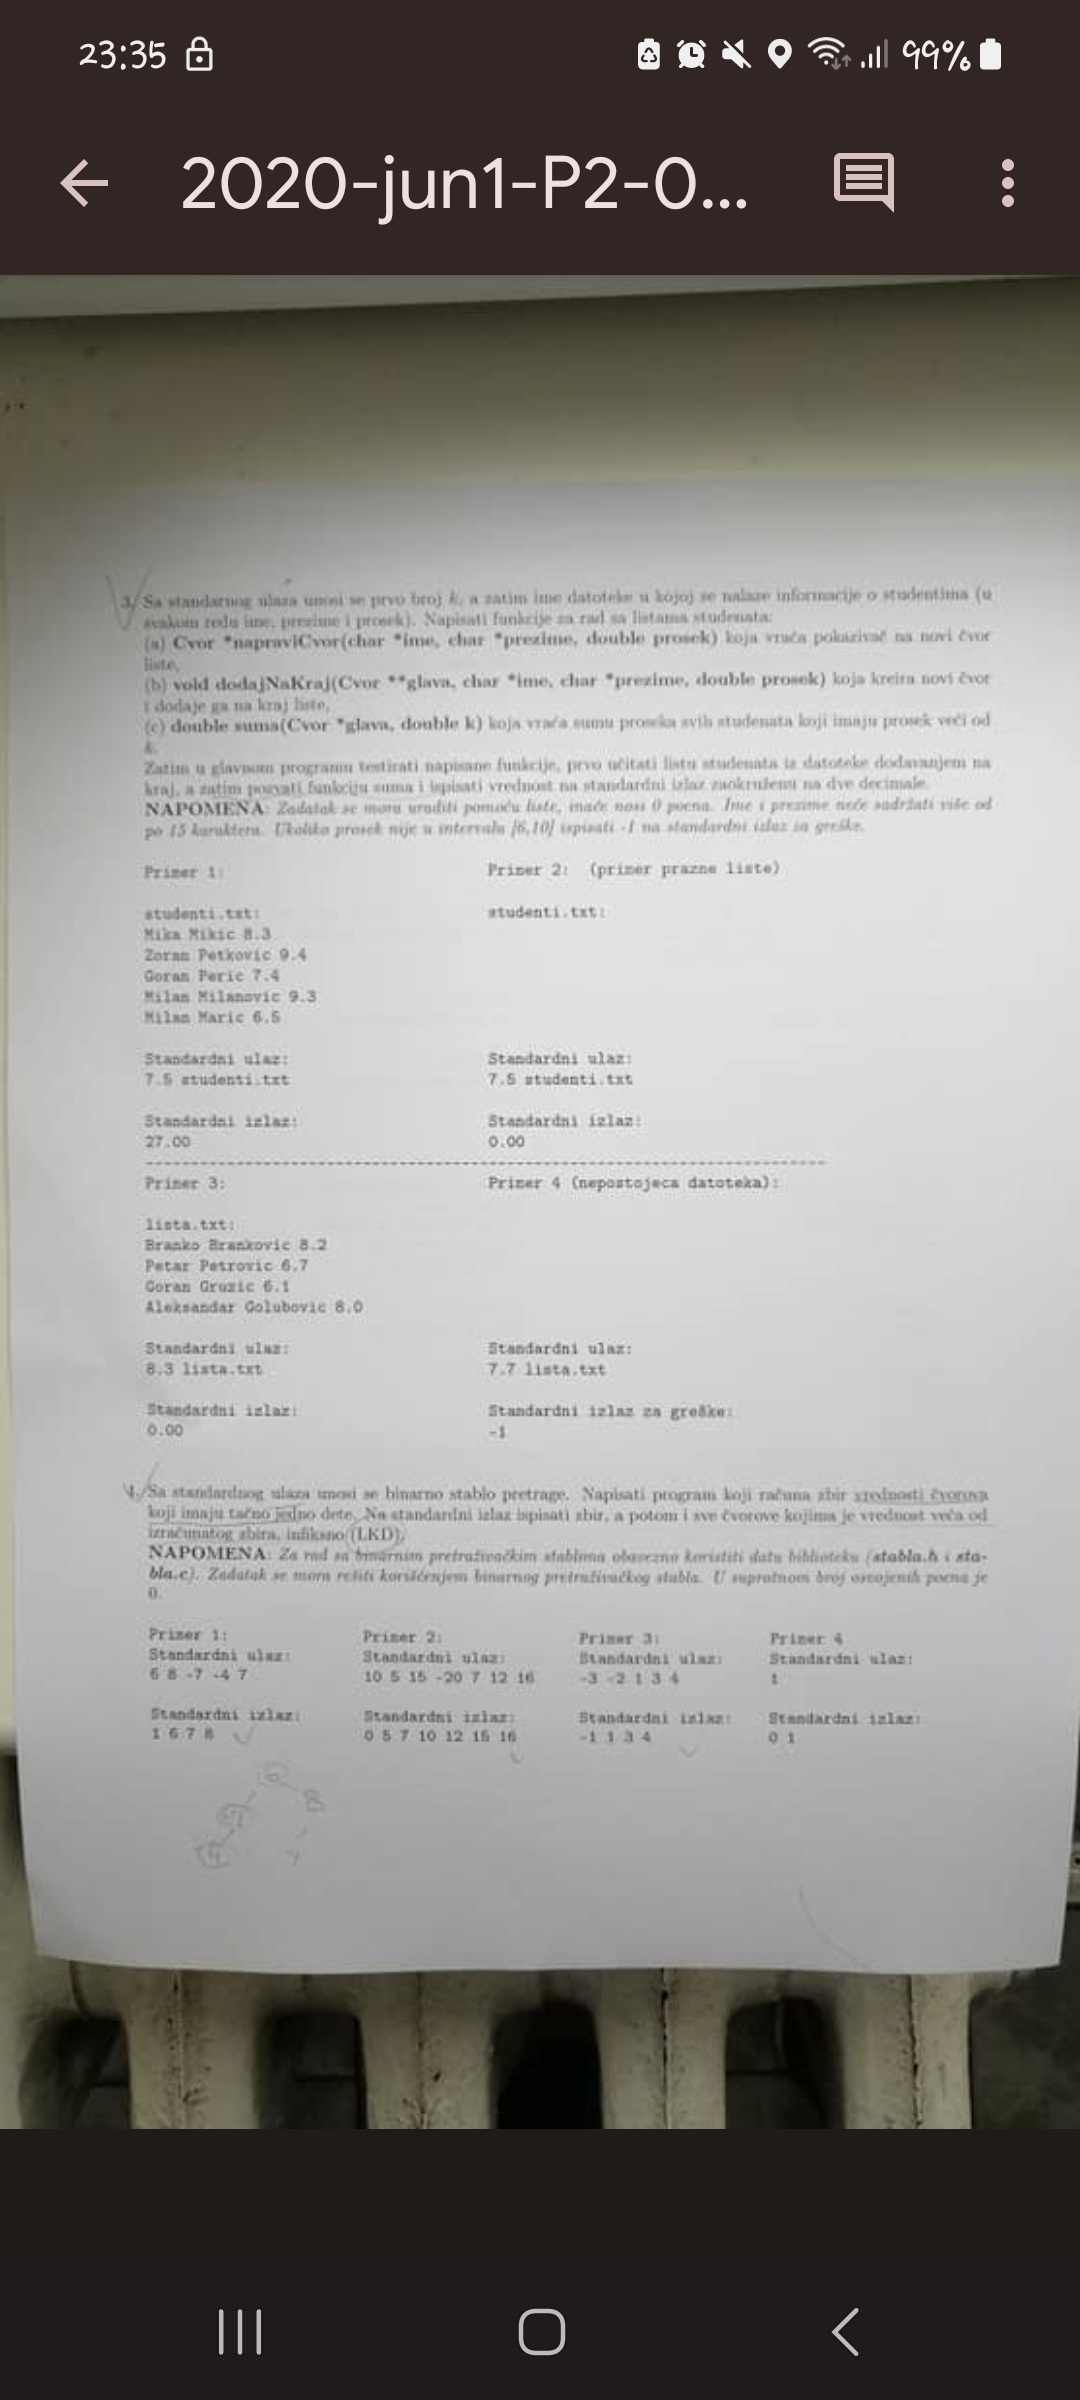 23:35
99%
2020-jun1-P2-0...
3. Sa standarnog ulaza unosi se prvo broj k, a zatim ime datoteke u kojoj se nalaze informacije o studentima (u
svakom redu ime, prezime i prosek). Napisati funkcije za rad sa listama studenata:
(a) Cvor *napraviCvor(char *ime, char *prezime, double prosek) koja vraća pokazivač na novi čvor
liste,
(b) void dodajNaKraj(Cvor **glava, char *ime, char *prezime, double prosek) koja kreira novi čvor
i dodaje ga na kraj liste,
(c) double suma(Cvor *glava, double k) koja vraća sumu proseka svih studenata koji imaju prosek veći od
k.
Zatim u glavnom programu testirati napisane funkcije, prvo učitati listu studenata iz datoteke dodavanjem na
kraj, a zatim pozvati funkciju suma i ispisati vrednost na standardni izlaz zaokruženu na dve decimale.
NAPOMENA: Zadatak se mora uraditi pomoću liste, inače nosi 0 poena. Ime i prezime neće sadržati više od
po 15 karaktera. Ukoliko prosek nije u intervalu [6,10] ispisati -1 na standardni izlaz za greške.
Primer 1:
Primer 2: (primer prazne liste)
studenti.txt:
studenti.txt:
Mika Mikic 8.3
Zoran Petkovic 9.4
Goran Peric 7.4
Milan Milanovic 9.3
Milan Maric 6.5
Standardni ulaz:
Standardni ulaz:
7.5 studenti.txt
7.5 studenti.txt
Standardni izlaz:
Standardni izlaz:
27.00
0.00
Primer 3:
Primer 4 (nepostojeca datoteka):
lista.txt:
Branko Brankovic 8.2
Petar Petrovic 6.7
Goran Gruzic 6.1
Aleksandar Golubovic 8.0
Standardni ulaz:
Standardni ulaz:
8.3 lista.txt
7.7 lista.txt
Standardni izlaz:
Standardni izlaz za greške:
0.00
-1
4. Sa standardnog ulaza unosi se binarno stablo pretrage. Napisati program koji računa zbir vrednosti čvorova
koji imaju tačno jedno dete. Na standardni izlaz ispisati zbir, a potom i sve čvorove kojima je vrednost veća od
izračunatog zbira, infiksno (LKD).
NAPOMENA: Za rad sa binarnim pretraživačkim stablima obavezno koristiti datu biblioteku (stabla.h i sta-
bla.c). Zadatak se mora rešiti korišćenjem binarnog pretraživačkog stabla. U suprotnom broj osvojenih poena je
0.
Primer 1:
Primer 2:
Primer 3:
Primer 4
Standardni ulaz:
Standardni ulaz:
Standardni ulaz:
Standardni ulaz:
6 8 -7 -4 7
10 5 15 -20 7 12 16
-3 -2 1 3 4
1
Standardni izlaz:
Standardni izlaz:
Standardni izlaz:
Standardni izlaz:
1 6 7 8
0 5 7 10 12 15 16
-1 1 3 4
0 1
6
8